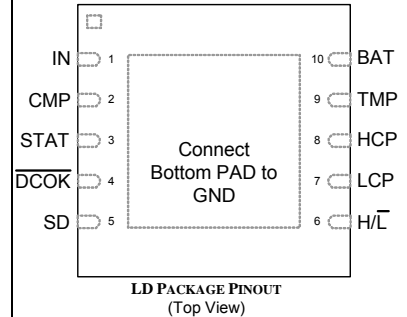 IN 1 10 BAT
CMP 2 9 TMP
STAT 3 8 HCP
D̅C̅O̅K̅ 4 7 LCP
SD 5 6 H/L̅
Connect
Bottom PAD to
GND
LD PACKAGE PINOUT
(Top View)